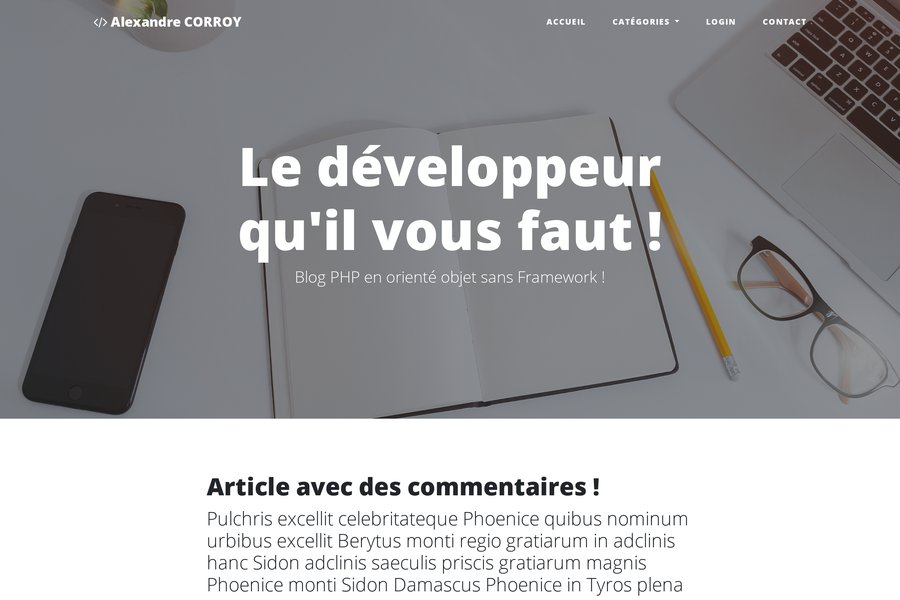 </> Alexandre CORROY
ACCUEIL CATÉGORIES LOGIN CONTACT
Le développeur
qu'il vous faut !
Blog PHP en orienté objet sans Framework !
Article avec des commentaires !
Pulchris excellit celebritateque Phoenice quibus nominum
urbibus excellit Berytus monti regio gratiarum in adclinis
hanc Sidon adclinis saeculis priscis gratiarum magnis
Phoenice monti Sidon Damascus Phoenice in Tyros plena